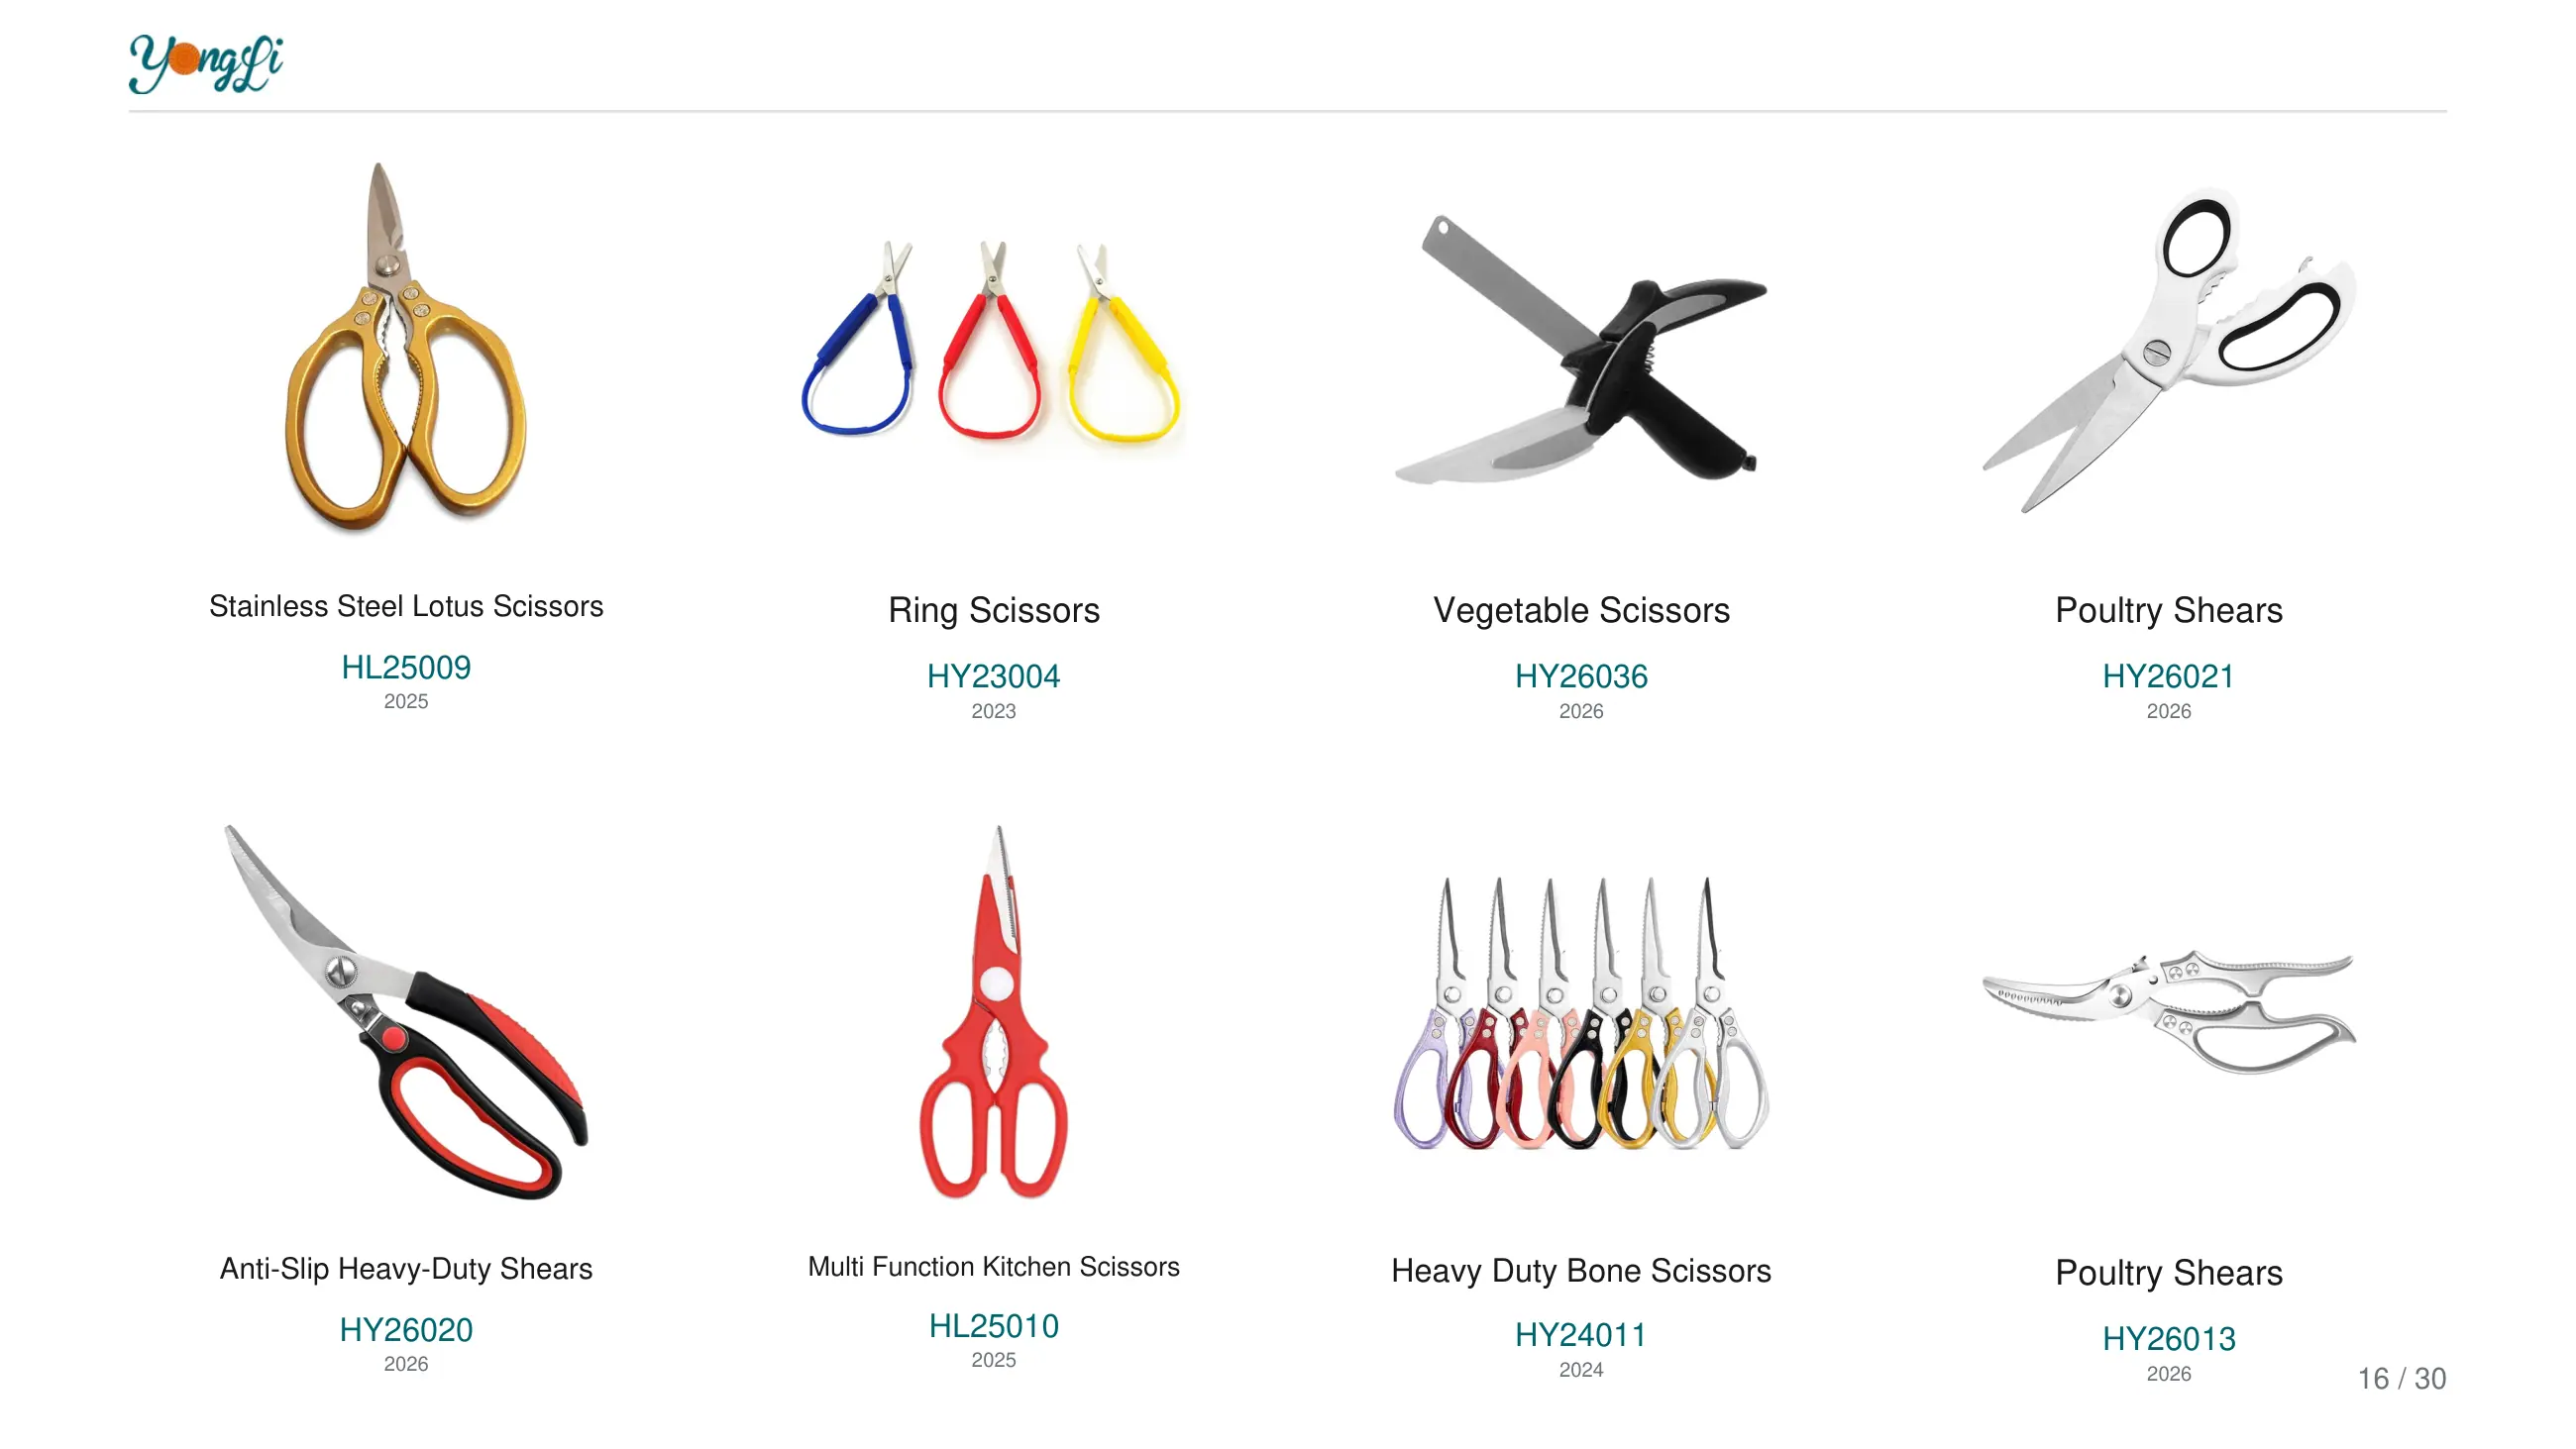 YongLi
Stainless Steel Lotus Scissors
HL25009
2025
Ring Scissors
HY23004
2023
Vegetable Scissors
HY26036
2026
Poultry Shears
HY26021
2026
Anti-Slip Heavy-Duty Shears
HY26020
2026
Multi Function Kitchen Scissors
HL25010
2025
Heavy Duty Bone Scissors
HY24011
2024
Poultry Shears
HY26013
2026
16 / 30